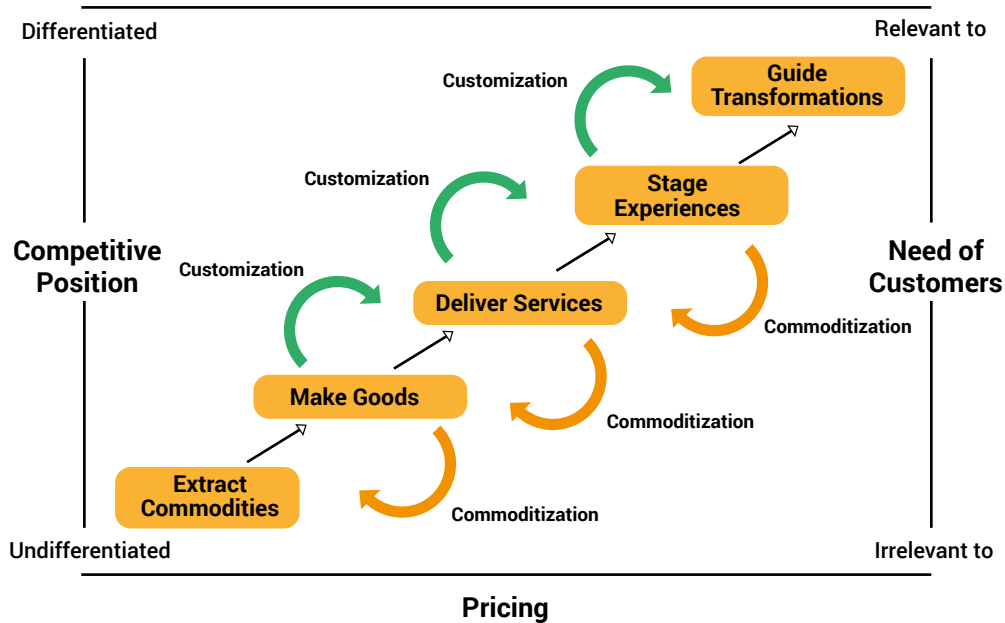 Differentiated
Relevant to
Customization
Guide
Transformations
Customization
Stage
Experiences
Competitive
Position
Need of
Customers
Customization
Deliver Services
Commoditization
Make Goods
Commoditization
Extract
Commodities
Commoditization
Undifferentiated
Irrelevant to
Pricing